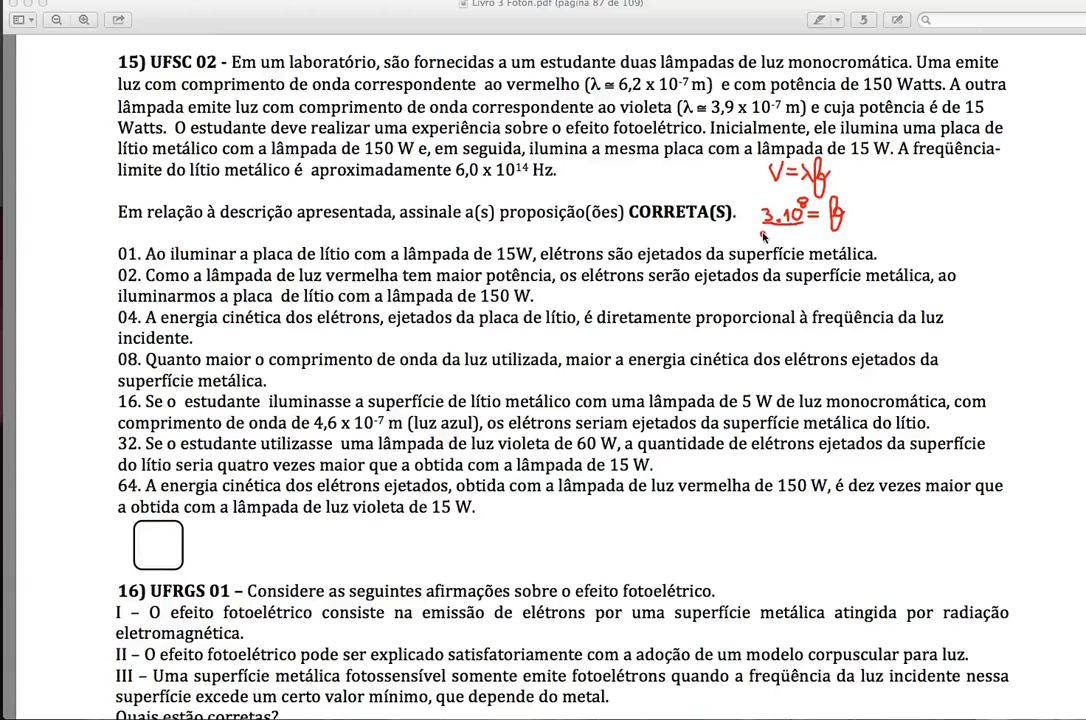 Livro 3 Foton.pdf (página 87 de 109)
15) UFSC 02 - Em um laboratório, são fornecidas a um estudante duas lâmpadas de luz monocromática. Uma emite
luz com comprimento de onda correspondente ao vermelho (λ ≅ 6,2 x 10⁻⁷ m) e com potência de 150 Watts. A outra
lâmpada emite luz com comprimento de onda correspondente ao violeta (λ ≅ 3,9 x 10⁻⁷ m) e cuja potência é de 15
Watts. O estudante deve realizar uma experiência sobre o efeito fotoelétrico. Inicialmente, ele ilumina uma placa de
lítio metálico com a lâmpada de 150 W e, em seguida, ilumina a mesma placa com a lâmpada de 15 W. A freqüência-
limite do lítio metálico é aproximadamente 6,0 x 10¹⁴ Hz.
V = λf
Em relação à descrição apresentada, assinale a(s) proposição(ões) CORRETA(S).
3.10⁸ = f
01. Ao iluminar a placa de lítio com a lâmpada de 15W, elétrons são ejetados da superfície metálica.
02. Como a lâmpada de luz vermelha tem maior potência, os elétrons serão ejetados da superfície metálica, ao
iluminarmos a placa de lítio com a lâmpada de 150 W.
04. A energia cinética dos elétrons, ejetados da placa de lítio, é diretamente proporcional à freqüência da luz
incidente.
08. Quanto maior o comprimento de onda da luz utilizada, maior a energia cinética dos elétrons ejetados da
superfície metálica.
16. Se o estudante iluminasse a superfície de lítio metálico com uma lâmpada de 5 W de luz monocromática, com
comprimento de onda de 4,6 x 10⁻⁷ m (luz azul), os elétrons seriam ejetados da superfície metálica do lítio.
32. Se o estudante utilizasse uma lâmpada de luz violeta de 60 W, a quantidade de elétrons ejetados da superfície
do lítio seria quatro vezes maior que a obtida com a lâmpada de 15 W.
64. A energia cinética dos elétrons ejetados, obtida com a lâmpada de luz vermelha de 150 W, é dez vezes maior que
a obtida com a lâmpada de luz violeta de 15 W.
16) UFRGS 01 – Considere as seguintes afirmações sobre o efeito fotoelétrico.
I – O efeito fotoelétrico consiste na emissão de elétrons por uma superfície metálica atingida por radiação
eletromagnética.
II – O efeito fotoelétrico pode ser explicado satisfatoriamente com a adoção de um modelo corpuscular para luz.
III – Uma superfície metálica fotossensível somente emite fotoelétrons quando a freqüência da luz incidente nessa
superfície excede um certo valor mínimo, que depende do metal.
Quais estão corretas?